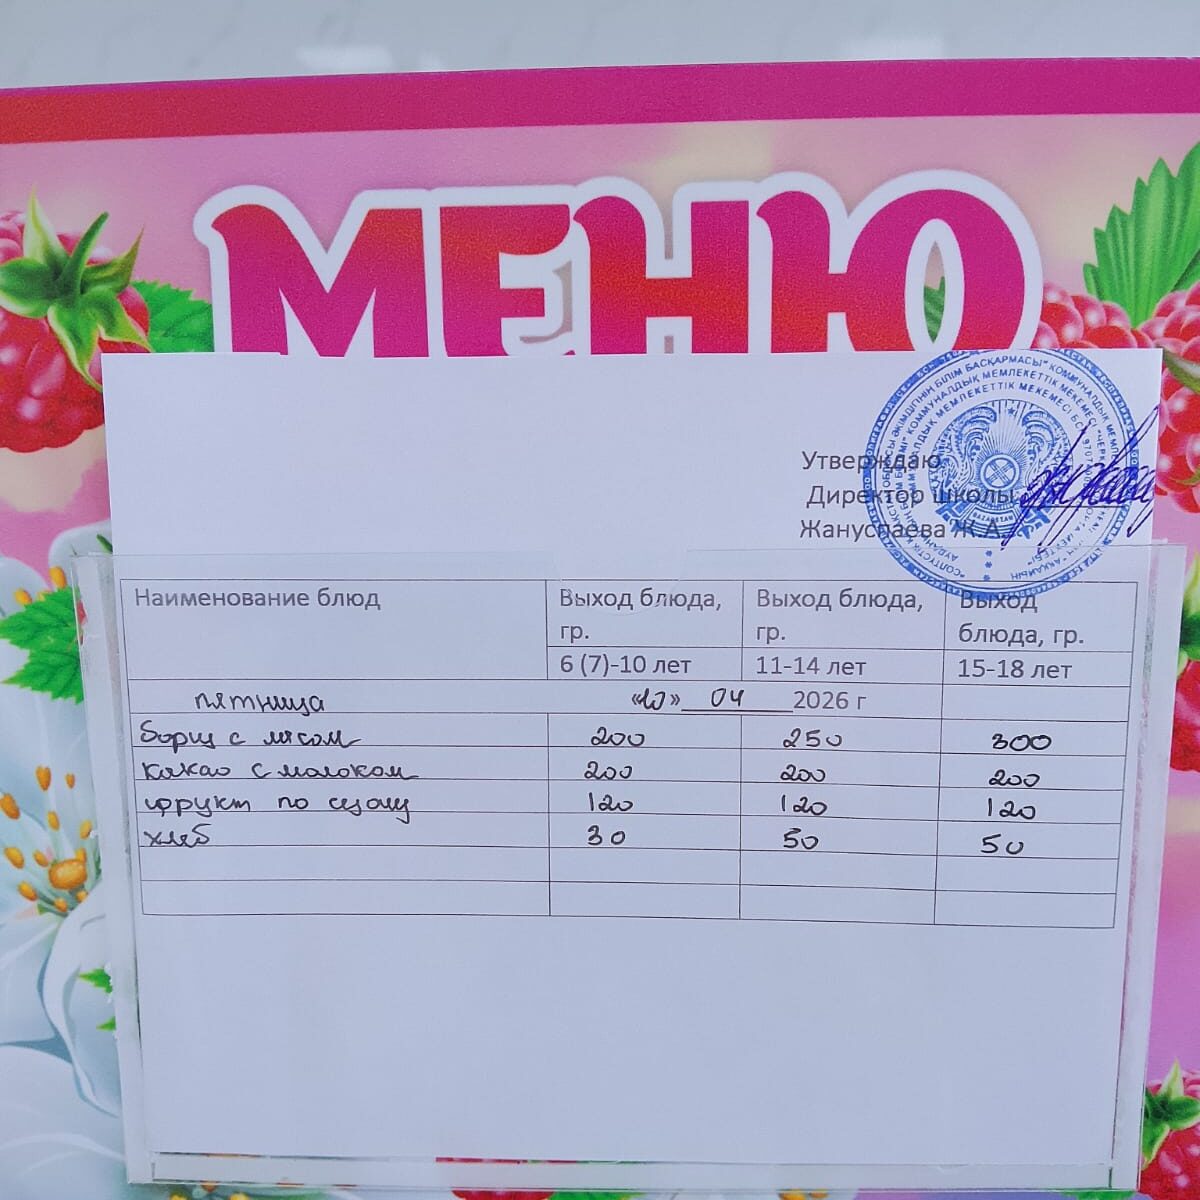 МЕНЮ
Утверждаю
Директор школы
Жануспаева Ж.А.
KAZAKHSTAN
Наименование блюд
Выход блюда, гр.
Выход блюда, гр.
Выход блюда, гр.
6 (7)-10 лет
11-14 лет
15-18 лет
пятница «10» 04 2026 г
Борщ с мясом 200 250 300
Какао с молоком 200 200 200
фрукт по сезону 120 120 120
хлеб 30 50 50